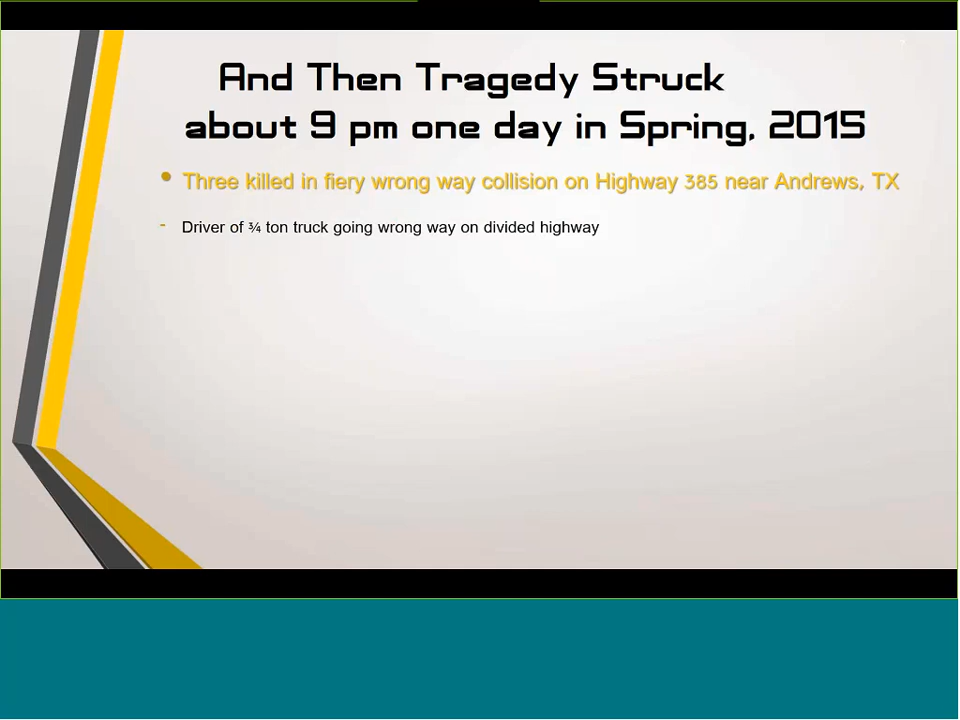 And Then Tragedy Struck
about 9 pm one day in Spring, 2015
• Three killed in fiery wrong way collision on Highway 385 near Andrews, TX
- Driver of ¾ ton truck going wrong way on divided highway